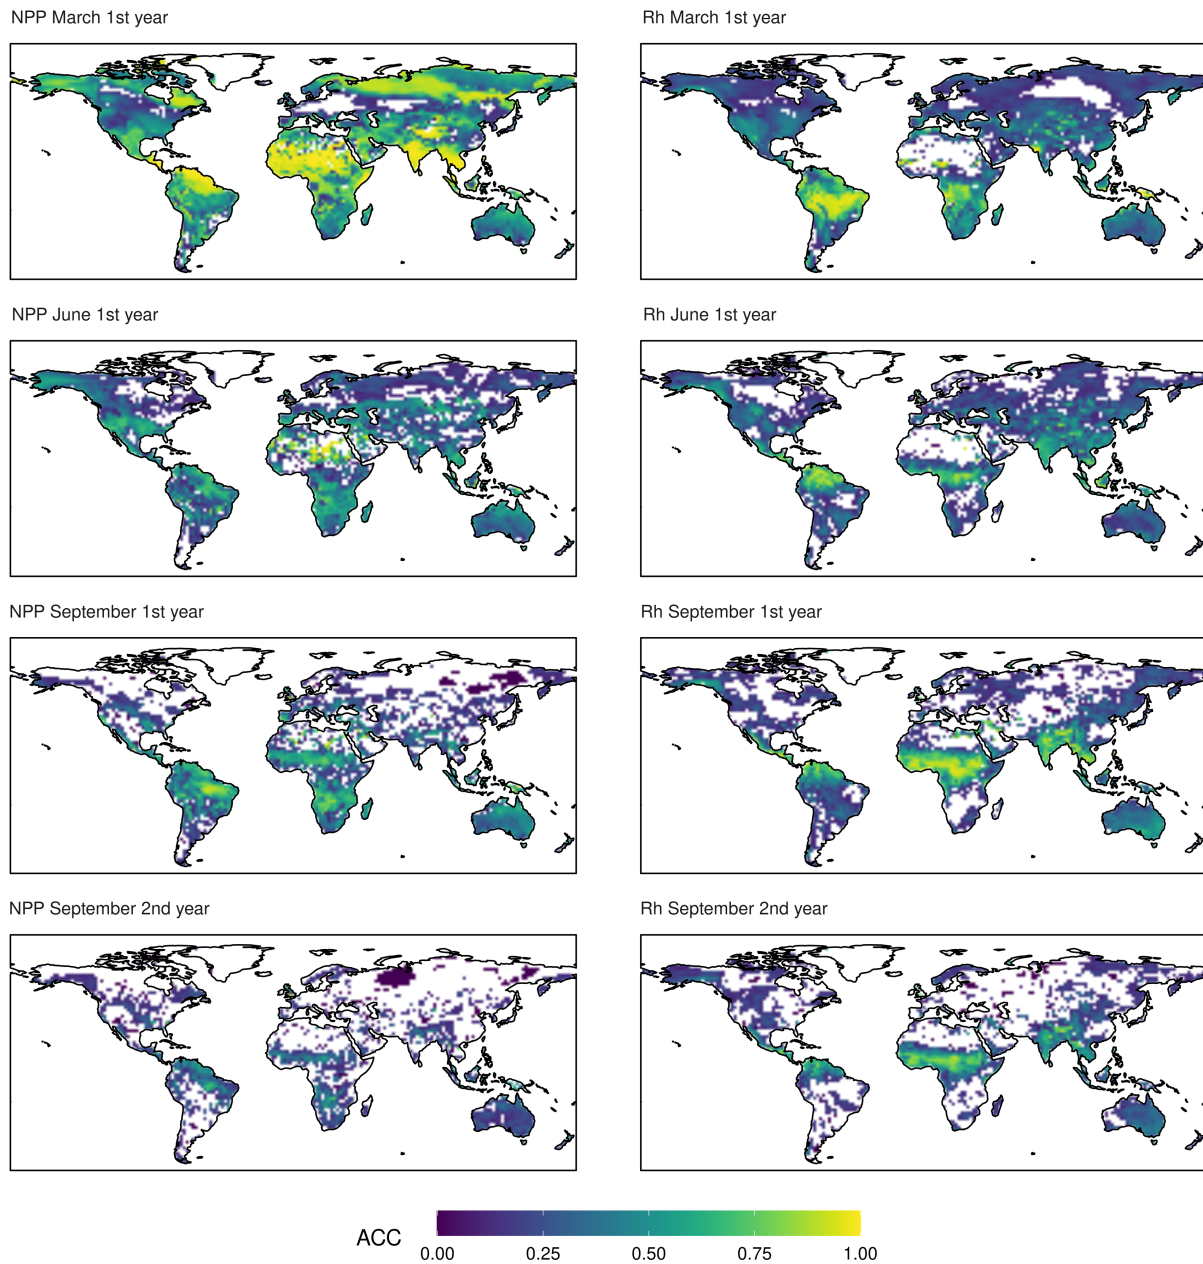 NPP March 1st year
Rh March 1st year
NPP June 1st year
Rh June 1st year
NPP September 1st year
Rh September 1st year
NPP September 2nd year
Rh September 2nd year
ACC
0.00 0.25 0.50 0.75 1.00